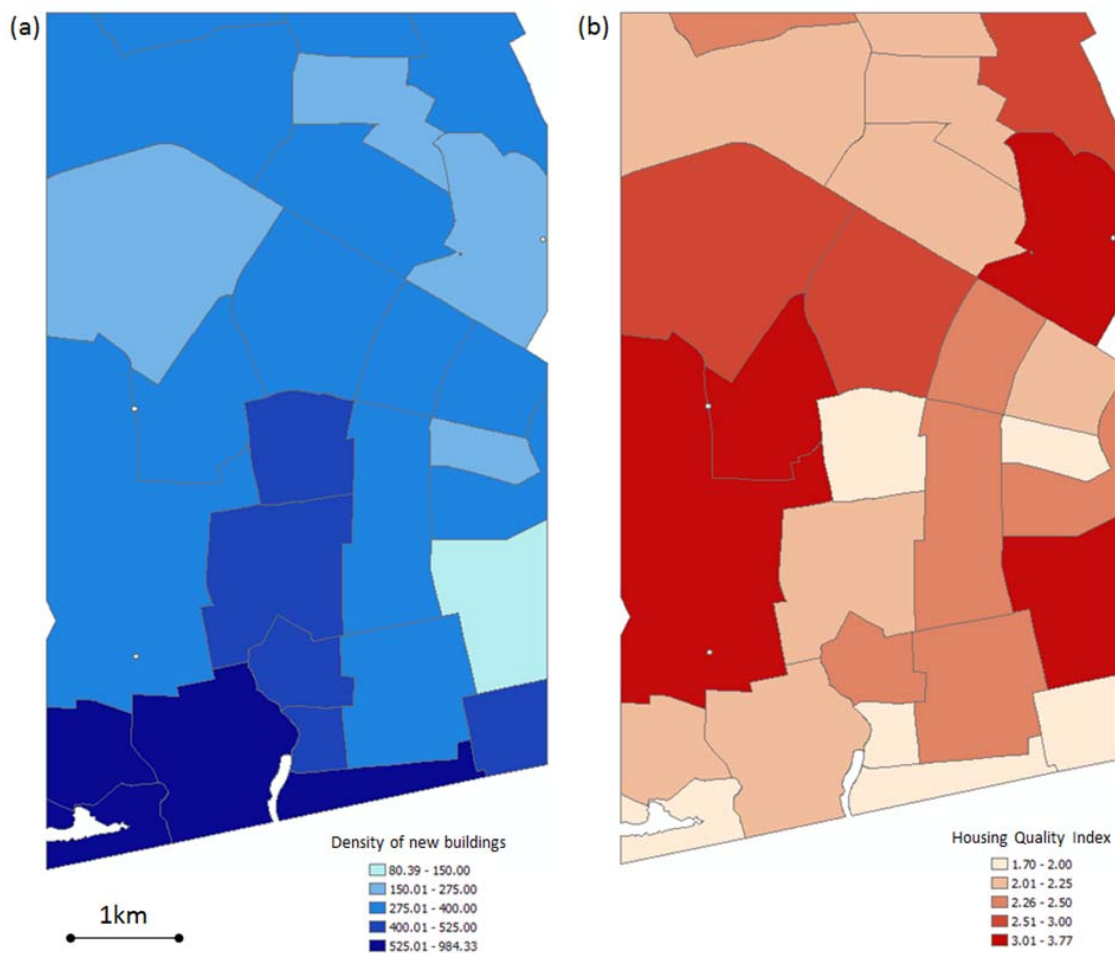 (a)
(b)
Density of new buildings
80.39 - 150.00
150.01 - 275.00
275.01 - 400.00
400.01 - 525.00
525.01 - 984.33
1km
Housing Quality Index
1.70 - 2.00
2.01 - 2.25
2.26 - 2.50
2.51 - 3.00
3.01 - 3.77